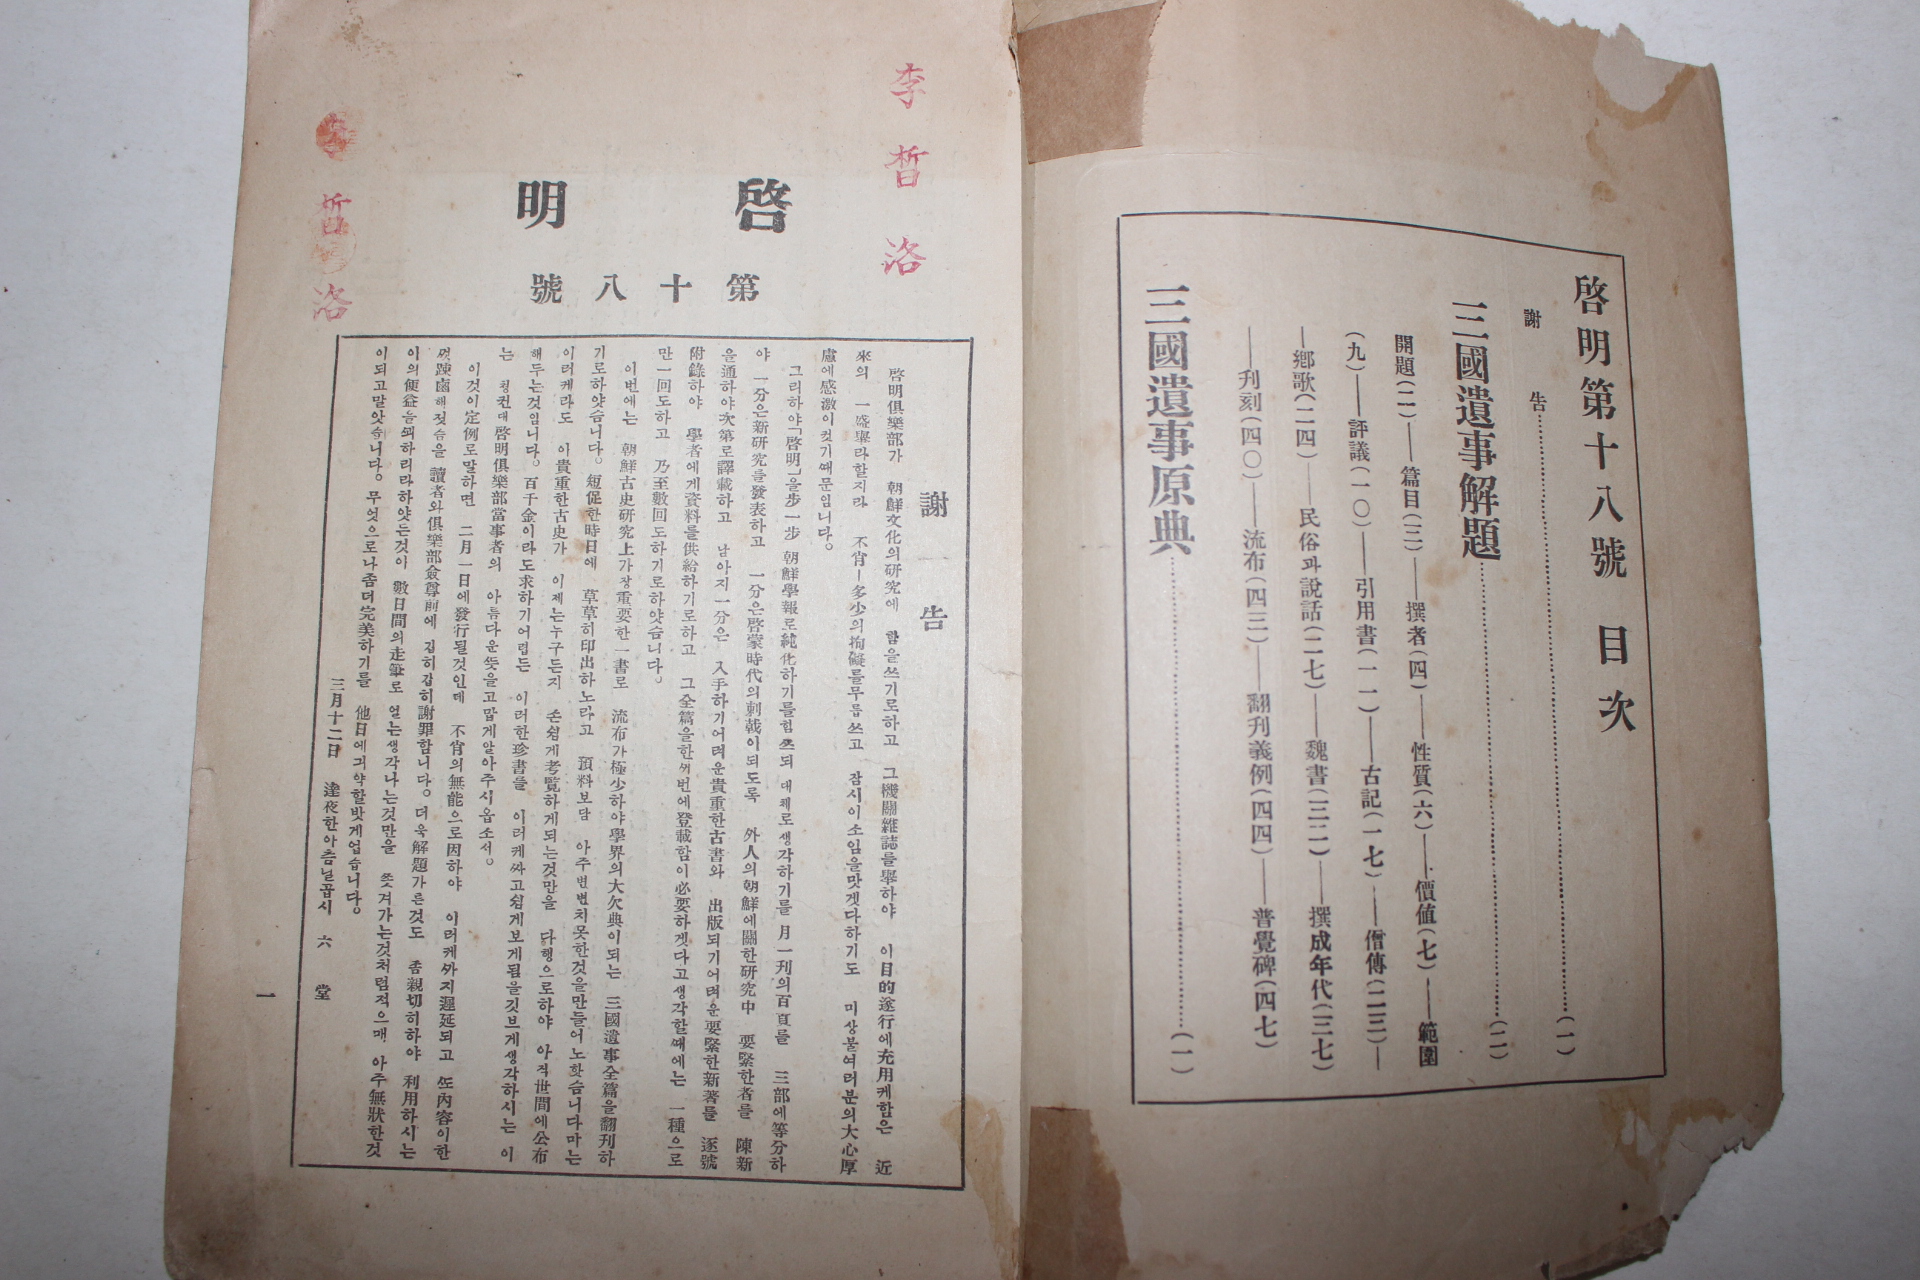 啓明第十八號 目次
謝告……(一)
三國遺事解題……(一)
開題(二)——篇目(三)——撰者(四)——性質(六)——價値(七)——範圍
(九)——評議(一〇)——引用書(一一)——古記(一七)——僧傳(二三)—
—鄕歌(二四)——民俗과說話(二七)——魏書(三二)——撰成年代(三七)
——刊刻(四〇)——流布(四三)——翻刊義例(四四)——普覺碑(四七)
三國遺事原典……(一)
李晳洛
啓明
第十八號
晳洛
謝告
啓明俱樂部가 朝鮮文化의硏究에 힘을쓰기로하고 그機關雜誌를擧하야 이目的遂行에充用케함은 近
來의 一盛擧라할지라 不肖ㅣ多少의拘礙를무릅쓰고 잠시이소임을맛겟다하기도 미상불여러분의大心厚
慮에感激이컷기때문임니다。
그리하야「啓明」을步一步 朝鮮學報로純化하기를힘쓰되 대체로생각하기를 月一刊의百頁를 三部에等分하
야 一分은新硏究를發表하고 一分은啓蒙時代의刺戟이되도록 外人의朝鮮에關한硏究中 要緊한者를 陳新
을通하야次第로譯載하고 남아지一分은 入手하기어려운貴重한古書와 出版되기어려운要緊한新著를 逐號
附錄하야 學者에게資料를供給하기로하고 그全篇을한꺼번에登載함이必要하겟다고생각할때에는 一種으로
만一回도하고 乃至數回도하기로하얏슴니다。
이번에는 朝鮮古史硏究上가장重要한一書로 流布가極少하야學界의大欠典이되는 三國遺事全篇을翻刊하
기로하얏슴니다。短促한時日에 草草히印出하노라고 預料보담 아주변변치못한것을만들어노핫슴니다마는
이러케라도 이貴重한古史가 이제는누구든지 손쉽게考覽하게되는것만을 다행으로하야 아직世間에公布
해두는것입니다。百千金이라도求하기어렵든 이러한珍書를 이러케싸고쉽게보게됨을깃브게생각하시는 이
는 칭컨대啓明俱樂部當事者의 아름다운뜻을고맙게알아주시옵소서。
이것이定例로말하면 二月一日에發行될것인데 不肖의無能으로因하야 이러케까지遲延되고 또內容이한
껏踈鹵해젓슴을 讀者와俱樂部僉尊前에 깁히깁히謝罪함니다。더욱解題가튼것도 좀親切히하야 利用하시는
이의便益을꾀하리라하얏든것이 數日間의走筆로 얼는생각나는것만을 쫏겨가는것처럼적으매 아주無狀한것
이되고말앗슴니다。무엇으로나좀더完美하기를 他日에긔약할밧게업습니다。
三月十二日 達夜한아츰닐곱시 六堂
一